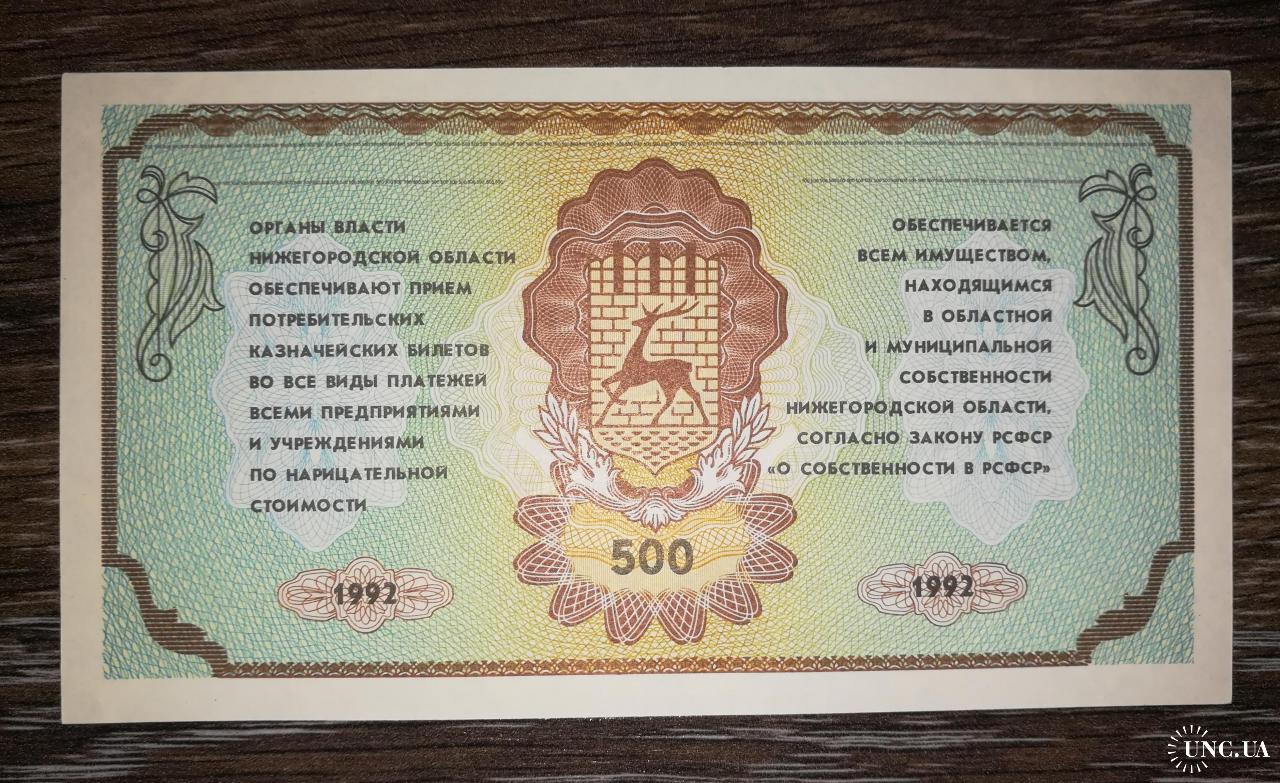 ОРГАНЫ ВЛАСТИ
НИЖЕГОРОДСКОЙ ОБЛАСТИ
ОБЕСПЕЧИВАЮТ ПРИЕМ
ПОТРЕБИТЕЛЬСКИХ
КАЗНАЧЕЙСКИХ БИЛЕТОВ
ВО ВСЕ ВИДЫ ПЛАТЕЖЕЙ
ВСЕМИ ПРЕДПРИЯТИЯМИ
И УЧРЕЖДЕНИЯМИ
ПО НАРИЦАТЕЛЬНОЙ
СТОИМОСТИ
ОБЕСПЕЧИВАЕТСЯ
ВСЕМ ИМУЩЕСТВОМ,
НАХОДЯЩИМСЯ
В ОБЛАСТНОЙ
И МУНИЦИПАЛЬНОЙ
СОБСТВЕННОСТИ
НИЖЕГОРОДСКОЙ ОБЛАСТИ,
СОГЛАСНО ЗАКОНУ РСФСР
«О СОБСТВЕННОСТИ В РСФСР»
500
1992
1992
UNC.UA